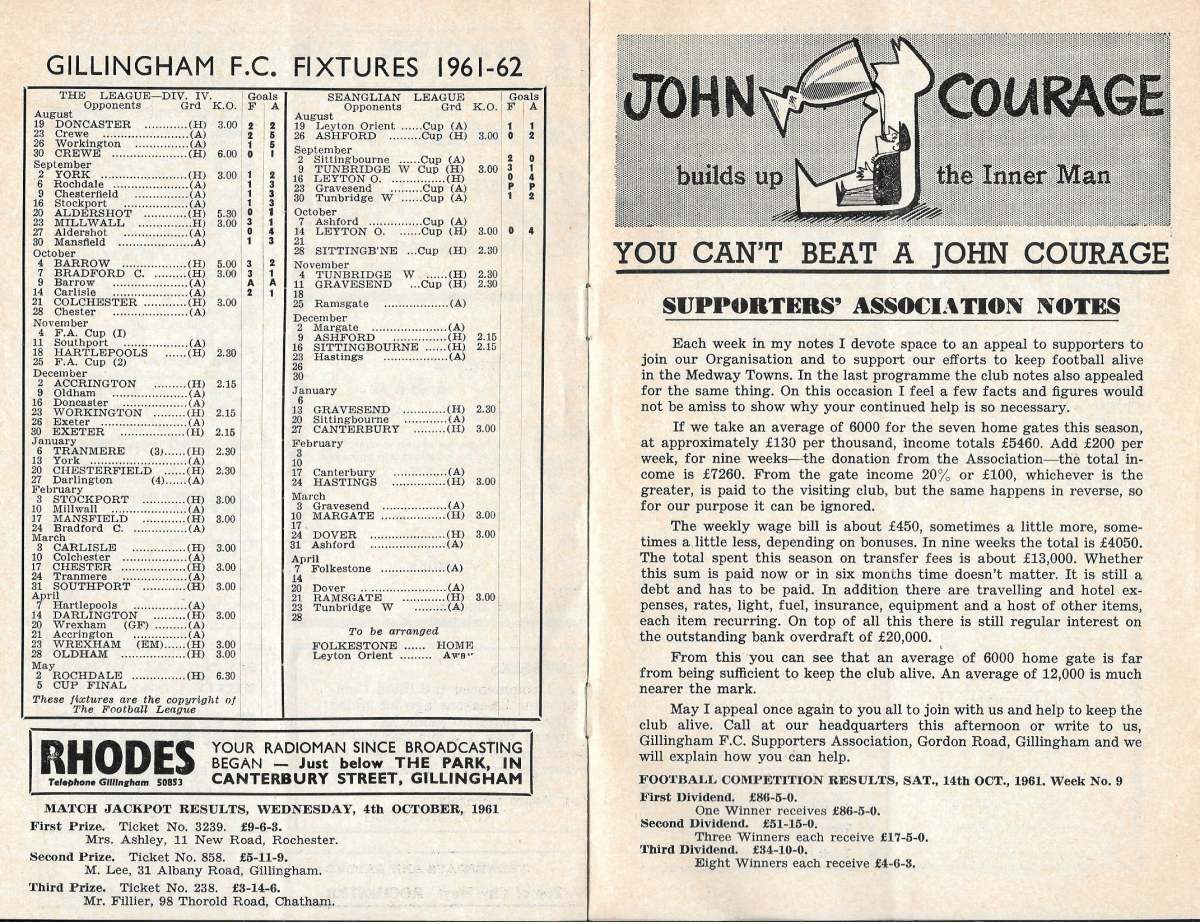 GILLINGHAM F.C. FIXTURES 1961-62
THE LEAGUE—DIV. IV. Goals
Opponents Grd K.O. F A
August
19 DONCASTER ............(H) 3.00 2 2
23 Crewe ..................(A) 2 5
26 Workington ..............(A) 1 5
30 CREWE ..................(H) 6.00 0 1
September
2 YORK ..................(H) 3.00 1 2
6 Rochdale ................(A) 1 3
9 Chesterfield ............(A) 1 3
16 Stockport ..............(A) 1 3
20 ALDERSHOT ............(H) 5.30 0 1
23 MILLWALL ............(H) 3.00 3 1
27 Aldershot ..............(A) 0 4
30 Mansfield ..............A) 1 3
October
4 BARROW ................(H) 5.00 3 2
7 BRADFORD C. .........(H) 3.00 3 1
9 Barrow ..................(A) A A
14 Carlisle ................(A) 2 1
21 COLCHESTER ............(H) 3.00
28 Chester ................(A)
November
4 F.A. Cup (I)
11 Southport ..............(A)
18 HARTLEPOOLS ......(H) 2.30
25 F.A. Cup (2)
December
2 ACCRINGTON .........(H) 2.15
9 Oldham ..................(A)
16 Doncaster ..............(A)
23 WORKINGTON .........(H) 2.15
26 Exeter ..................(A)
30 EXETER ................(H) 2.15
January
6 TRANMERE (3)......(H) 2.30
13 York ..................(A)
20 CHESTERFIELD ......(H) 2.30
27 Darlington (4)......(A)
February
3 STOCKPORT ............(H) 3.00
10 Millwall ................(A)
17 MANSFIELD ............(H) 3.00
24 Bradford C. ............(A)
March
3 CARLISLE ..............(H) 3.00
10 Colchester ..............(A)
17 CHESTER ..............(H) 3.00
24 Tranmere ..............(A)
31 SOUTHPORT ............(H) 3.00
April
7 Hartlepools ............(A)
14 DARLINGTON .........(H) 3.00
20 Wrexham (GF) .........(A)
21 Accrington ............(A)
23 WREXHAM (EM)......(H) 3.00
28 OLDHAM ..............(H) 3.00
May
2 ROCHDALE ............(H) 6.30
5 CUP FINAL
These fixtures are the copyright of
The Football League
SEANGLIAN LEAGUE Goals
Opponents Grd K.O. F A
August
19 Leyton Orient ......Cup (A) 1 1
26 ASHFORD .........Cup (H) 3.00 0 2
September
2 Sittingbourne ......Cup (A) 2 0
9 TUNBRIDGE W Cup (H) 3.00 3 1
16 LEYTON O. ............(H) 0 4
23 Gravesend .........Cup (A) P P
30 Tunbridge W ......Cup (A) 1 2
October
7 Ashford ............Cup (A)
14 LEYTON O. ......Cup (H) 3.00 0 4
21
28 SITTINGB'NE ...Cup (H) 2.30
November
4 TUNBRIDGE W ......(H) 2.30
11 GRAVESEND ...Cup (H) 2.30
18
25 Ramsgate ..............(A)
December
2 Margate ................(A)
9 ASHFORD ..............(H) 2.15
16 SITTINGBOURNE ......(H) 2.15
23 Hastings ................(A)
26
30
January
6
13 GRAVESEND ............(H) 2.30
20 Sittingbourne ............(A)
27 CANTERBURY .........(H) 3.00
February
3
10
17 Canterbury ............(A)
24 HASTINGS ............(H) 3.00
March
3 Gravesend ..............(A)
10 MARGATE ..............(H) 3.00
17
24 DOVER ................(H) 3.00
31 Ashford ................(A)
April
7 Folkestone ..............(A)
14
20 Dover ..................(A)
21 RAMSGATE ............(H) 3.00
23 Tunbridge W .........(A)
28
To be arranged
FOLKESTONE ...... HOME
Leyton Orient .........
RHODES
Telephone Gillingham 50853
YOUR RADIOMAN SINCE BROADCASTING
BEGAN — Just below THE PARK, IN
CANTERBURY STREET, GILLINGHAM
MATCH JACKPOT RESULTS, WEDNESDAY, 4th OCTOBER, 1961
First Prize. Ticket No. 3239. £9-6-3.
Mrs. Ashley, 11 New Road, Rochester.
Second Prize. Ticket No. 858. £5-11-9.
M. Lee, 31 Albany Road, Gillingham.
Third Prize. Ticket No. 238. £3-14-6.
Mr. Fillier, 98 Thorold Road, Chatham.
JOHN COURAGE
builds up the Inner Man
YOU CAN'T BEAT A JOHN COURAGE
SUPPORTERS' ASSOCIATION NOTES
Each week in my notes I devote space to an appeal to supporters to
join our Organisation and to support our efforts to keep football alive
in the Medway Towns. In the last programme the club notes also appealed
for the same thing. On this occasion I feel a few facts and figures would
not be amiss to show why your continued help is so necessary.
If we take an average of 6000 for the seven home gates this season,
at approximately £130 per thousand, income totals £5460. Add £200 per
week, for nine weeks—the donation from the Association—the total in-
come is £7260. From the gate income 20% or £100, whichever is the
greater, is paid to the visiting club, but the same happens in reverse, so
for our purpose it can be ignored.
The weekly wage bill is about £450, sometimes a little more, some-
times a little less, depending on bonuses. In nine weeks the total is £4050.
The total spent this season on transfer fees is about £13,000. Whether
this sum is paid now or in six months time doesn't matter. It is still a
debt and has to be paid. In addition there are travelling and hotel ex-
penses, rates, light, fuel, insurance, equipment and a host of other items,
each item recurring. On top of all this there is still regular interest on
the outstanding bank overdraft of £20,000.
From this you can see that an average of 6000 home gate is far
from being sufficient to keep the club alive. An average of 12,000 is much
nearer the mark.
May I appeal once again to you all to join with us and help to keep the
club alive. Call at our headquarters this afternoon or write to us,
Gillingham F.C. Supporters Association, Gordon Road, Gillingham and we
will explain how you can help.
FOOTBALL COMPETITION RESULTS, SAT., 14th OCT., 1961. Week No. 9
First Dividend. £86-5-0.
One Winner receives £86-5-0.
Second Dividend. £51-15-0.
Three Winners each receive £17-5-0.
Third Dividend. £34-10-0.
Eight Winners each receive £4-6-3.